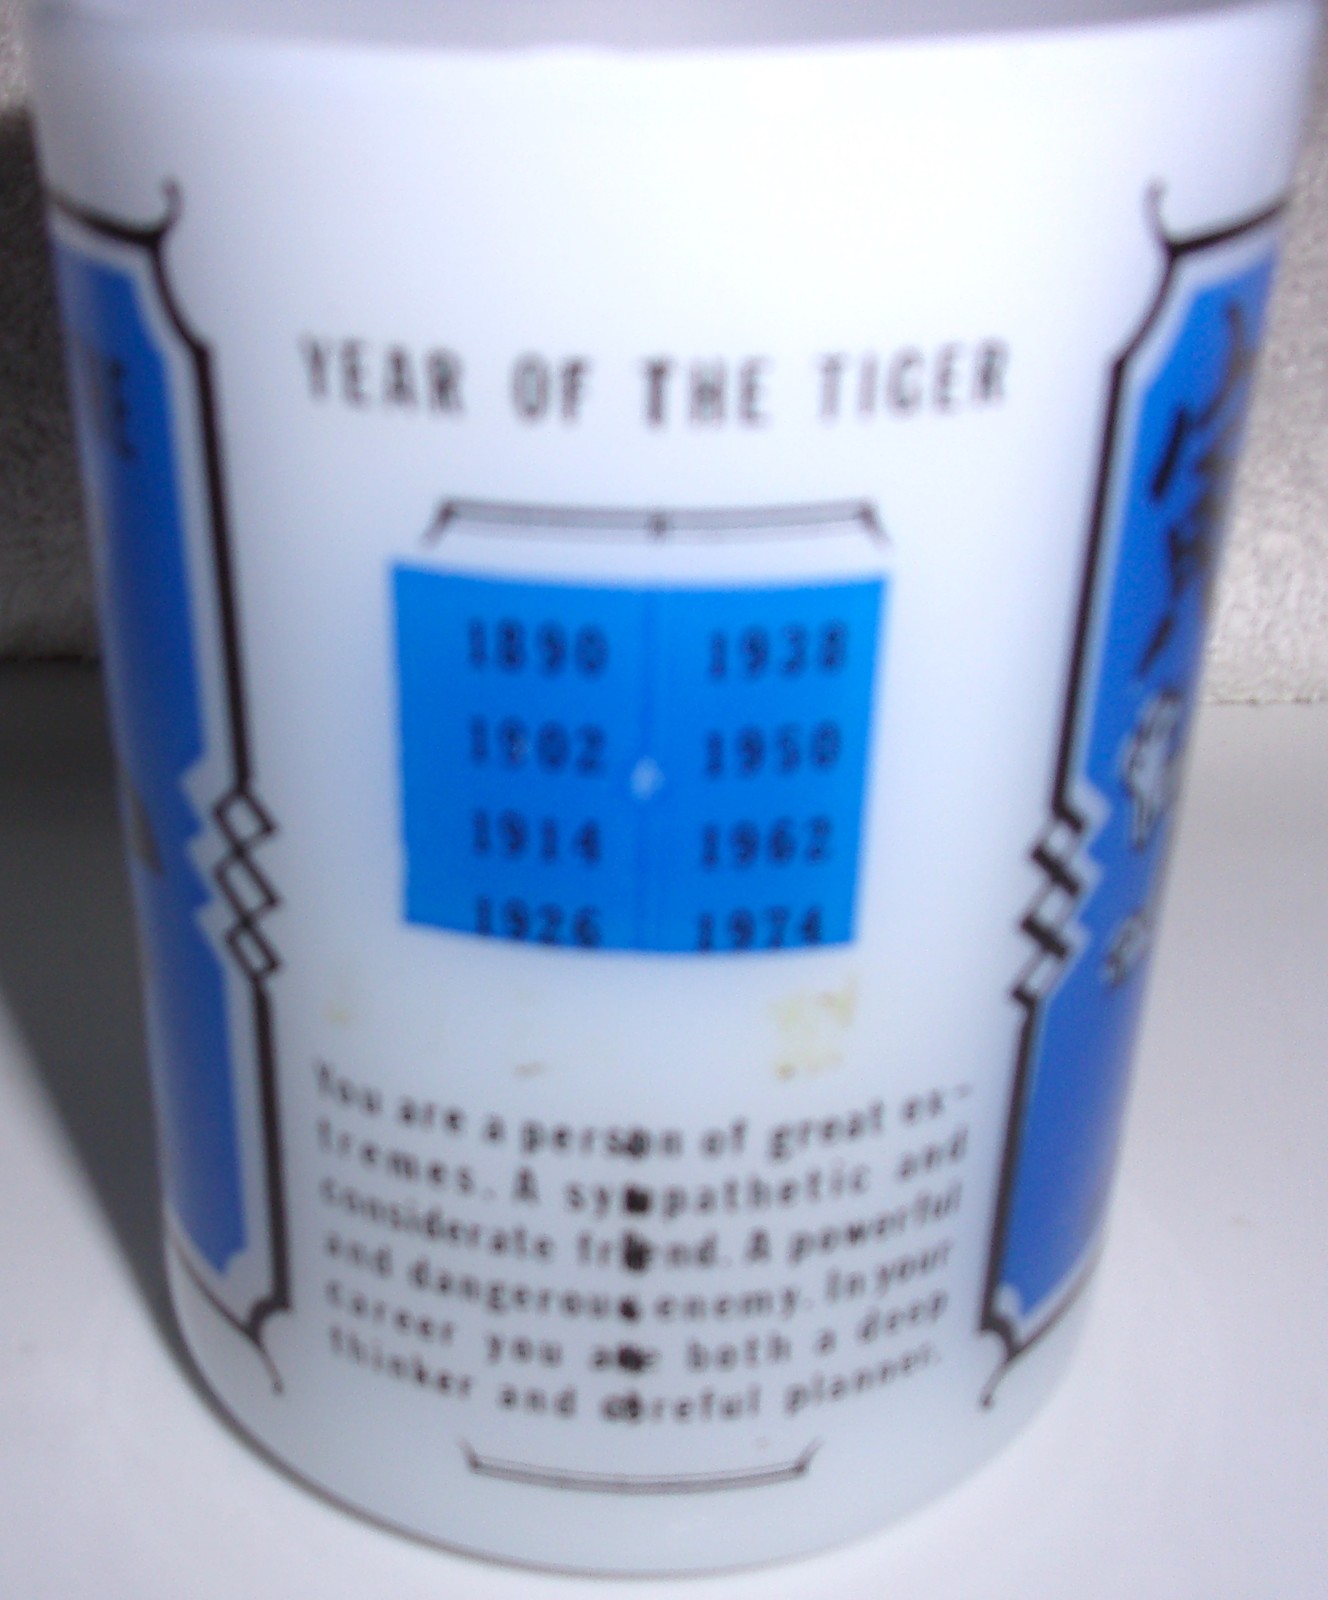 YEAR OF THE TIGER
1890 1938
1902 1950
1914 1962
1926 1974
You are a person of great ex-
tremes. A sympathetic and
considerate friend. A powerful
and dangerous enemy. In your
career you are both a deep
thinker and careful planner.